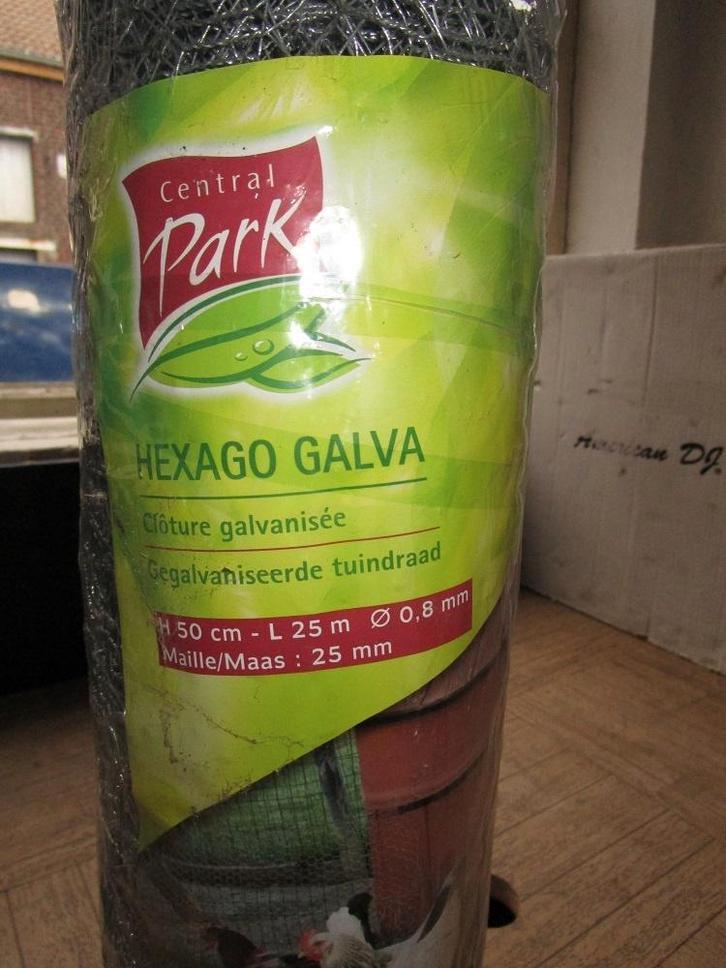 Central
Park
HEXAGO GALVA
Clôture galvanisée
Gegalvaniseerde tuindraad
H 50 cm - L 25 m Ø 0,8 mm
Maille/Maas : 25 mm
American DJ